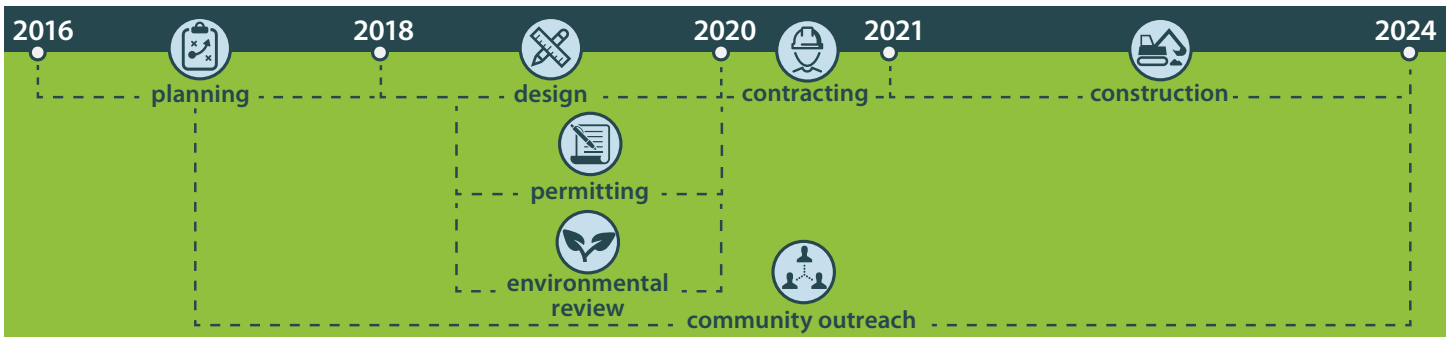 2016 2018 2020 2021 2024
planning design contracting construction
permitting
environmental
review
community outreach